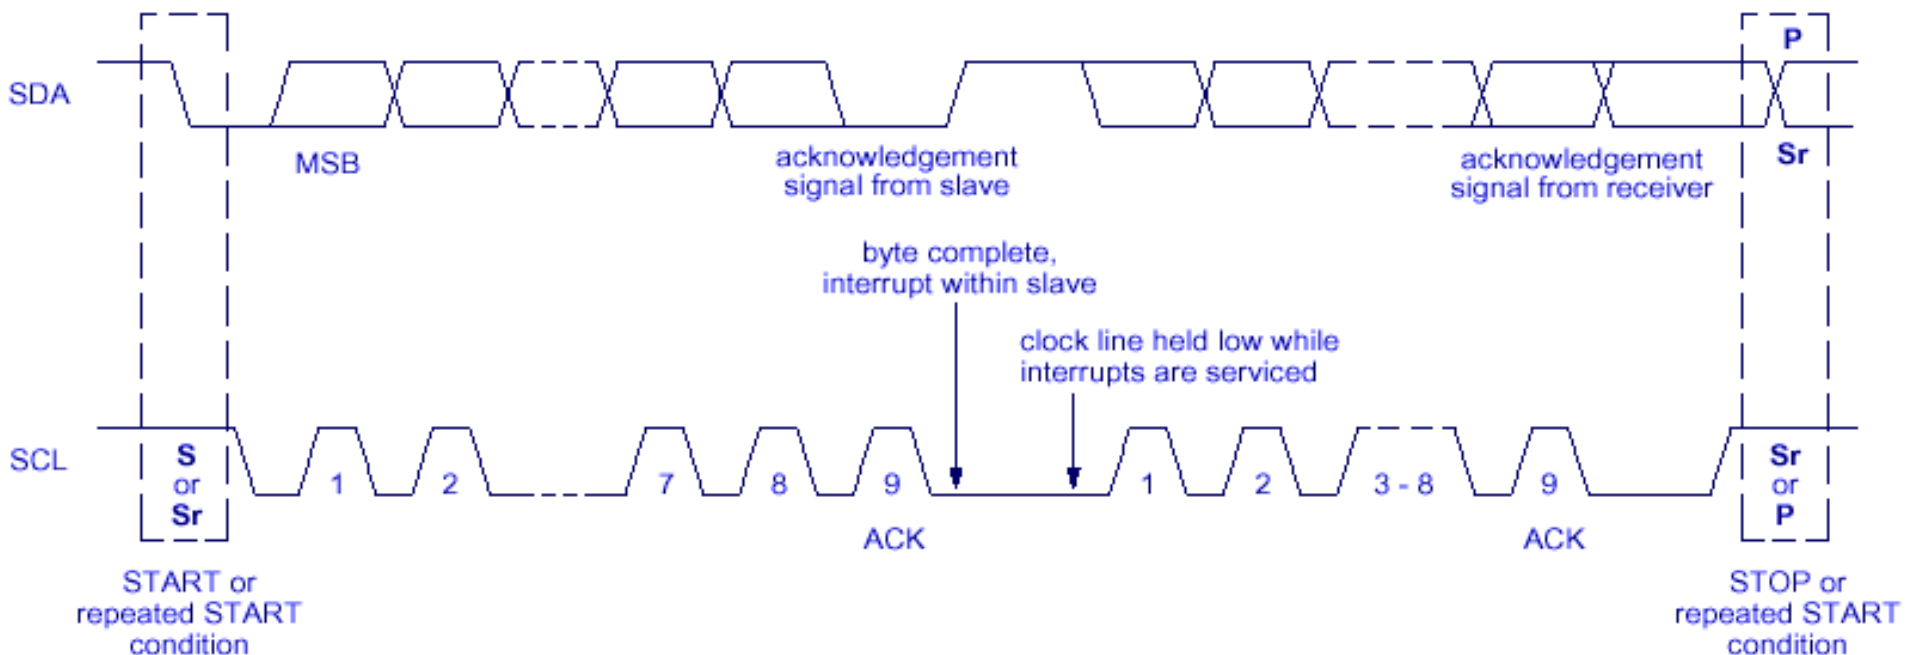 P
SDA
MSB
acknowledgement
signal from slave
acknowledgement
signal from receiver
Sr
byte complete,
interrupt within slave
clock line held low while
interrupts are serviced
SCL
S
or
Sr
1
2
7
8
9
1
2
3 - 8
9
Sr
or
P
ACK
ACK
START or
repeated START
condition
STOP or
repeated START
condition